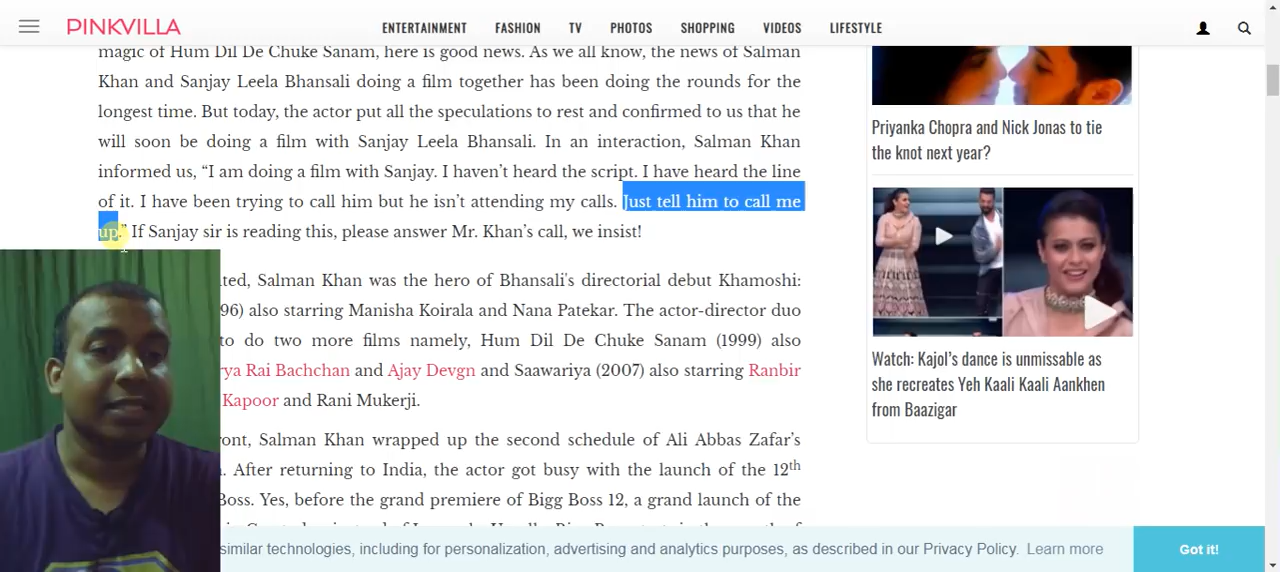 PINKVILLA
ENTERTAINMENT FASHION TV PHOTOS SHOPPING VIDEOS LIFESTYLE
magic of Hum Dil De Chuke Sanam, here is good news. As we all know, the news of Salman
Khan and Sanjay Leela Bhansali doing a film together has been doing the rounds for the
longest time. But today, the actor put all the speculations to rest and confirmed to us that he
will soon be doing a film with Sanjay Leela Bhansali. In an interaction, Salman Khan
informed us, “I am doing a film with Sanjay. I haven’t heard the script. I have heard the line
of it. I have been trying to call him but he isn’t attending my calls. Just tell him to call me
up.” If Sanjay sir is reading this, please answer Mr. Khan’s call, we insist!
Salman Khan was the hero of Bhansali's directorial debut Khamoshi:
also starring Manisha Koirala and Nana Patekar. The actor-director duo
to do two more films namely, Hum Dil De Chuke Sanam (1999) also
Rai Bachchan and Ajay Devgn and Saawariya (2007) also starring Ranbir
Kapoor and Rani Mukerji.
Salman Khan wrapped up the second schedule of Ali Abbas Zafar’s
After returning to India, the actor got busy with the launch of the 12th
Boss. Yes, before the grand premiere of Bigg Boss 12, a grand launch of the
Priyanka Chopra and Nick Jonas to tie
the knot next year?
Watch: Kajol’s dance is unmissable as
she recreates Yeh Kaali Kaali Aankhen
from Baazigar
similar technologies, including for personalization, advertising and analytics purposes, as described in our Privacy Policy. Learn more
Got it!